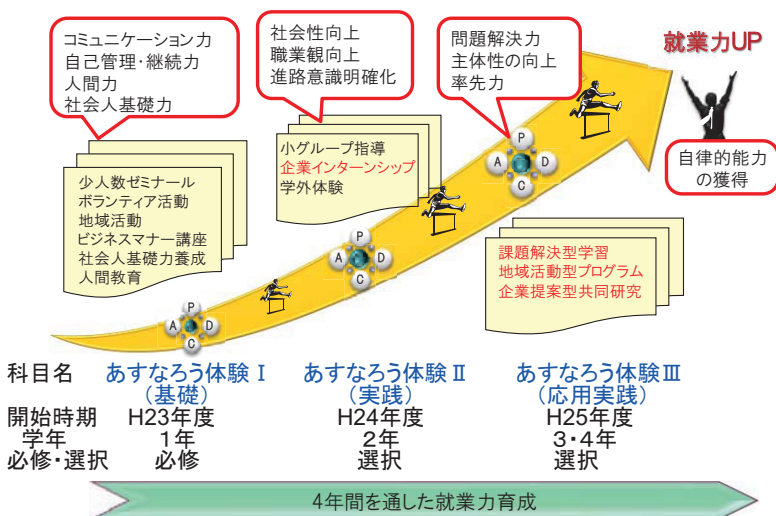 コミュニケーション力
自己管理・継続力
人間力
社会人基礎力
社会性向上
職業観向上
進路意識明確化
問題解決力
主体性の向上
率先力
就業力UP
自律的能力
の獲得
少人数ゼミナール
ボランティア活動
地域活動
ビジネスマナー講座
社会人基礎力養成
人間教育
小グループ指導
企業インターンシップ
学外体験
課題解決型学習
地域活動型プログラム
企業提案型共同研究
P
A D
C
P
A D
C
P
A D
C
科目名 あすなろう体験Ⅰ あすなろう体験Ⅱ あすなろう体験Ⅲ
(基礎) (実践) (応用実践)
開始時期 H23年度 H24年度 H25年度
学年 1年 2年 3・4年
必修・選択 必修 選択 選択
4年間を通した就業力育成